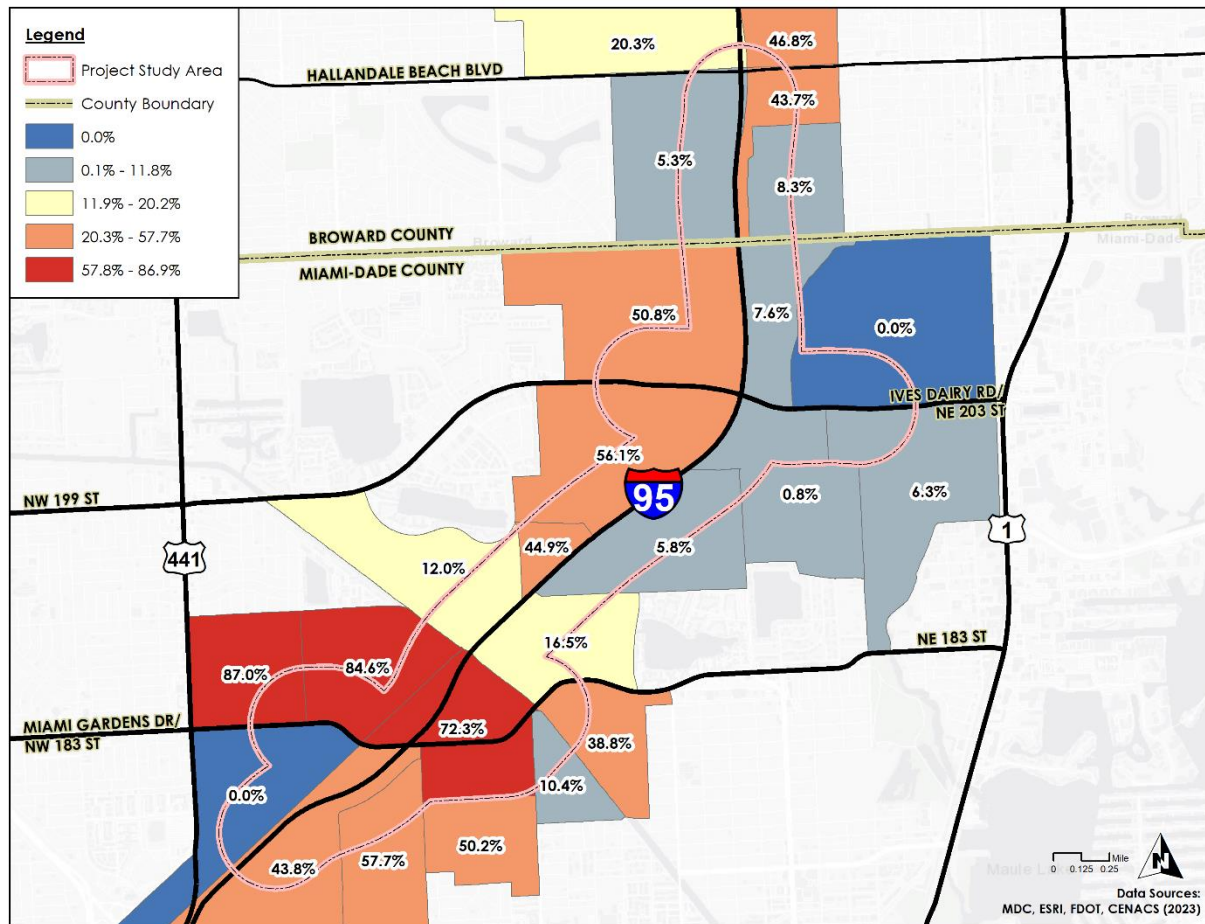 Legend
Project Study Area
County Boundary
0.0%
0.1% - 11.8%
11.9% - 20.2%
20.3% - 57.7%
57.8% - 86.9%
20.3%
46.8%
HALLANDALE BEACH BLVD
43.7%
5.3%
8.3%
BROWARD COUNTY
Broward
Broward
Miami-Dade
MIAMI-DADE COUNTY
50.8%
7.6%
0.0%
IVES DAIRY RD/
NE 203 ST
56.1%
95
0.8%
6.3%
NW 199 ST
441
44.9%
5.8%
1
12.0%
16.5%
NE 183 ST
87.0%
84.6%
MIAMI GARDENS DR/
NW 183 ST
72.3%
38.8%
10.4%
0.0%
43.8%
57.7%
50.2%
Maule Lake
Mile
0 0.125 0.25
N
Data Sources:
MDC, ESRI, FDOT, CENACS (2023)